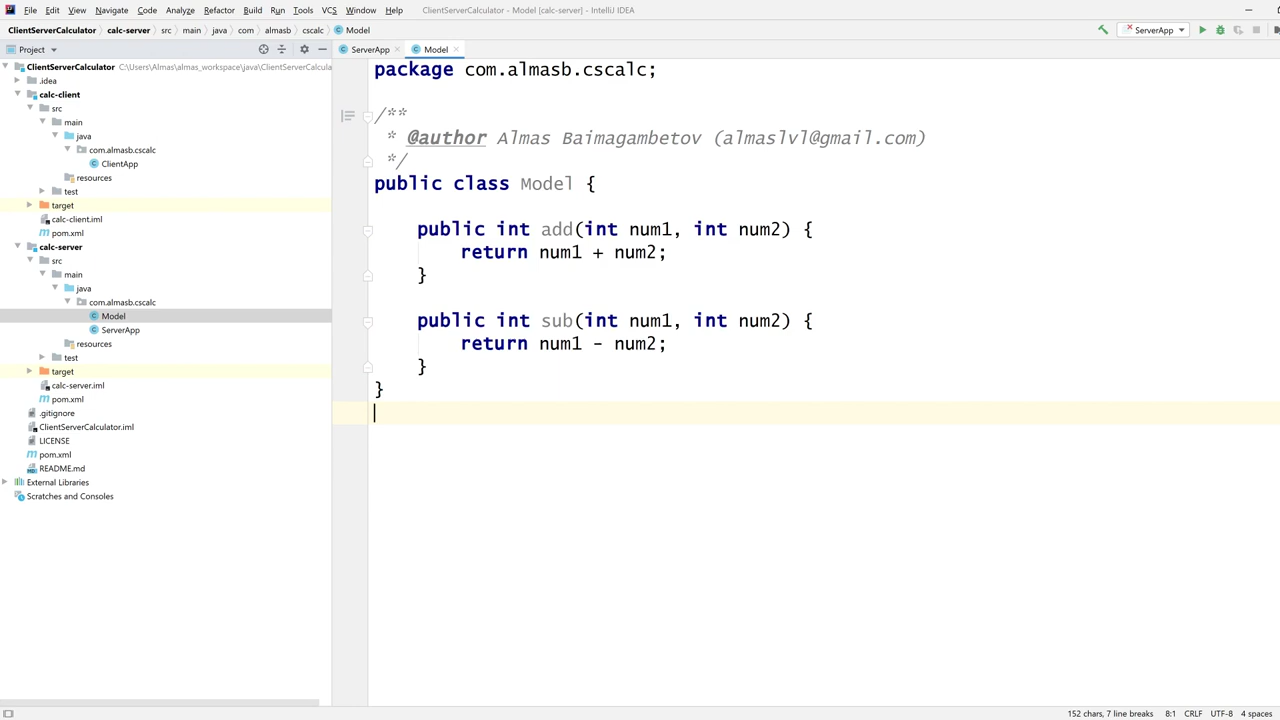 File Edit View Navigate Code Analyze Refactor Build Run Tools VCS Window Help ClientServerCalculator - Model [calc-server] - IntelliJ IDEA
ClientServerCalculator calc-server src main java com almasb cscalc Model ServerApp
Project ServerApp Model
ClientServerCalculator C:\Users\Almas\almas_workspace\java\ClientServerCalcula
.idea
calc-client
src
main
java
com.almasb.cscalc
ClientApp
resources
test
target
calc-client.iml
pom.xml
calc-server
src
main
java
com.almasb.cscalc
Model
ServerApp
resources
test
target
calc-server.iml
pom.xml
.gitignore
ClientServerCalculator.iml
LICENSE
pom.xml
README.md
External Libraries
Scratches and Consoles
package com.almasb.cscalc;
/**
* @author Almas Baimagambetov (almaslvl@gmail.com)
*/
public class Model {
public int add(int num1, int num2) {
return num1 + num2;
}
public int sub(int num1, int num2) {
return num1 - num2;
}
}
152 chars, 7 line breaks 8:1 CRLF UTF-8 4 spaces